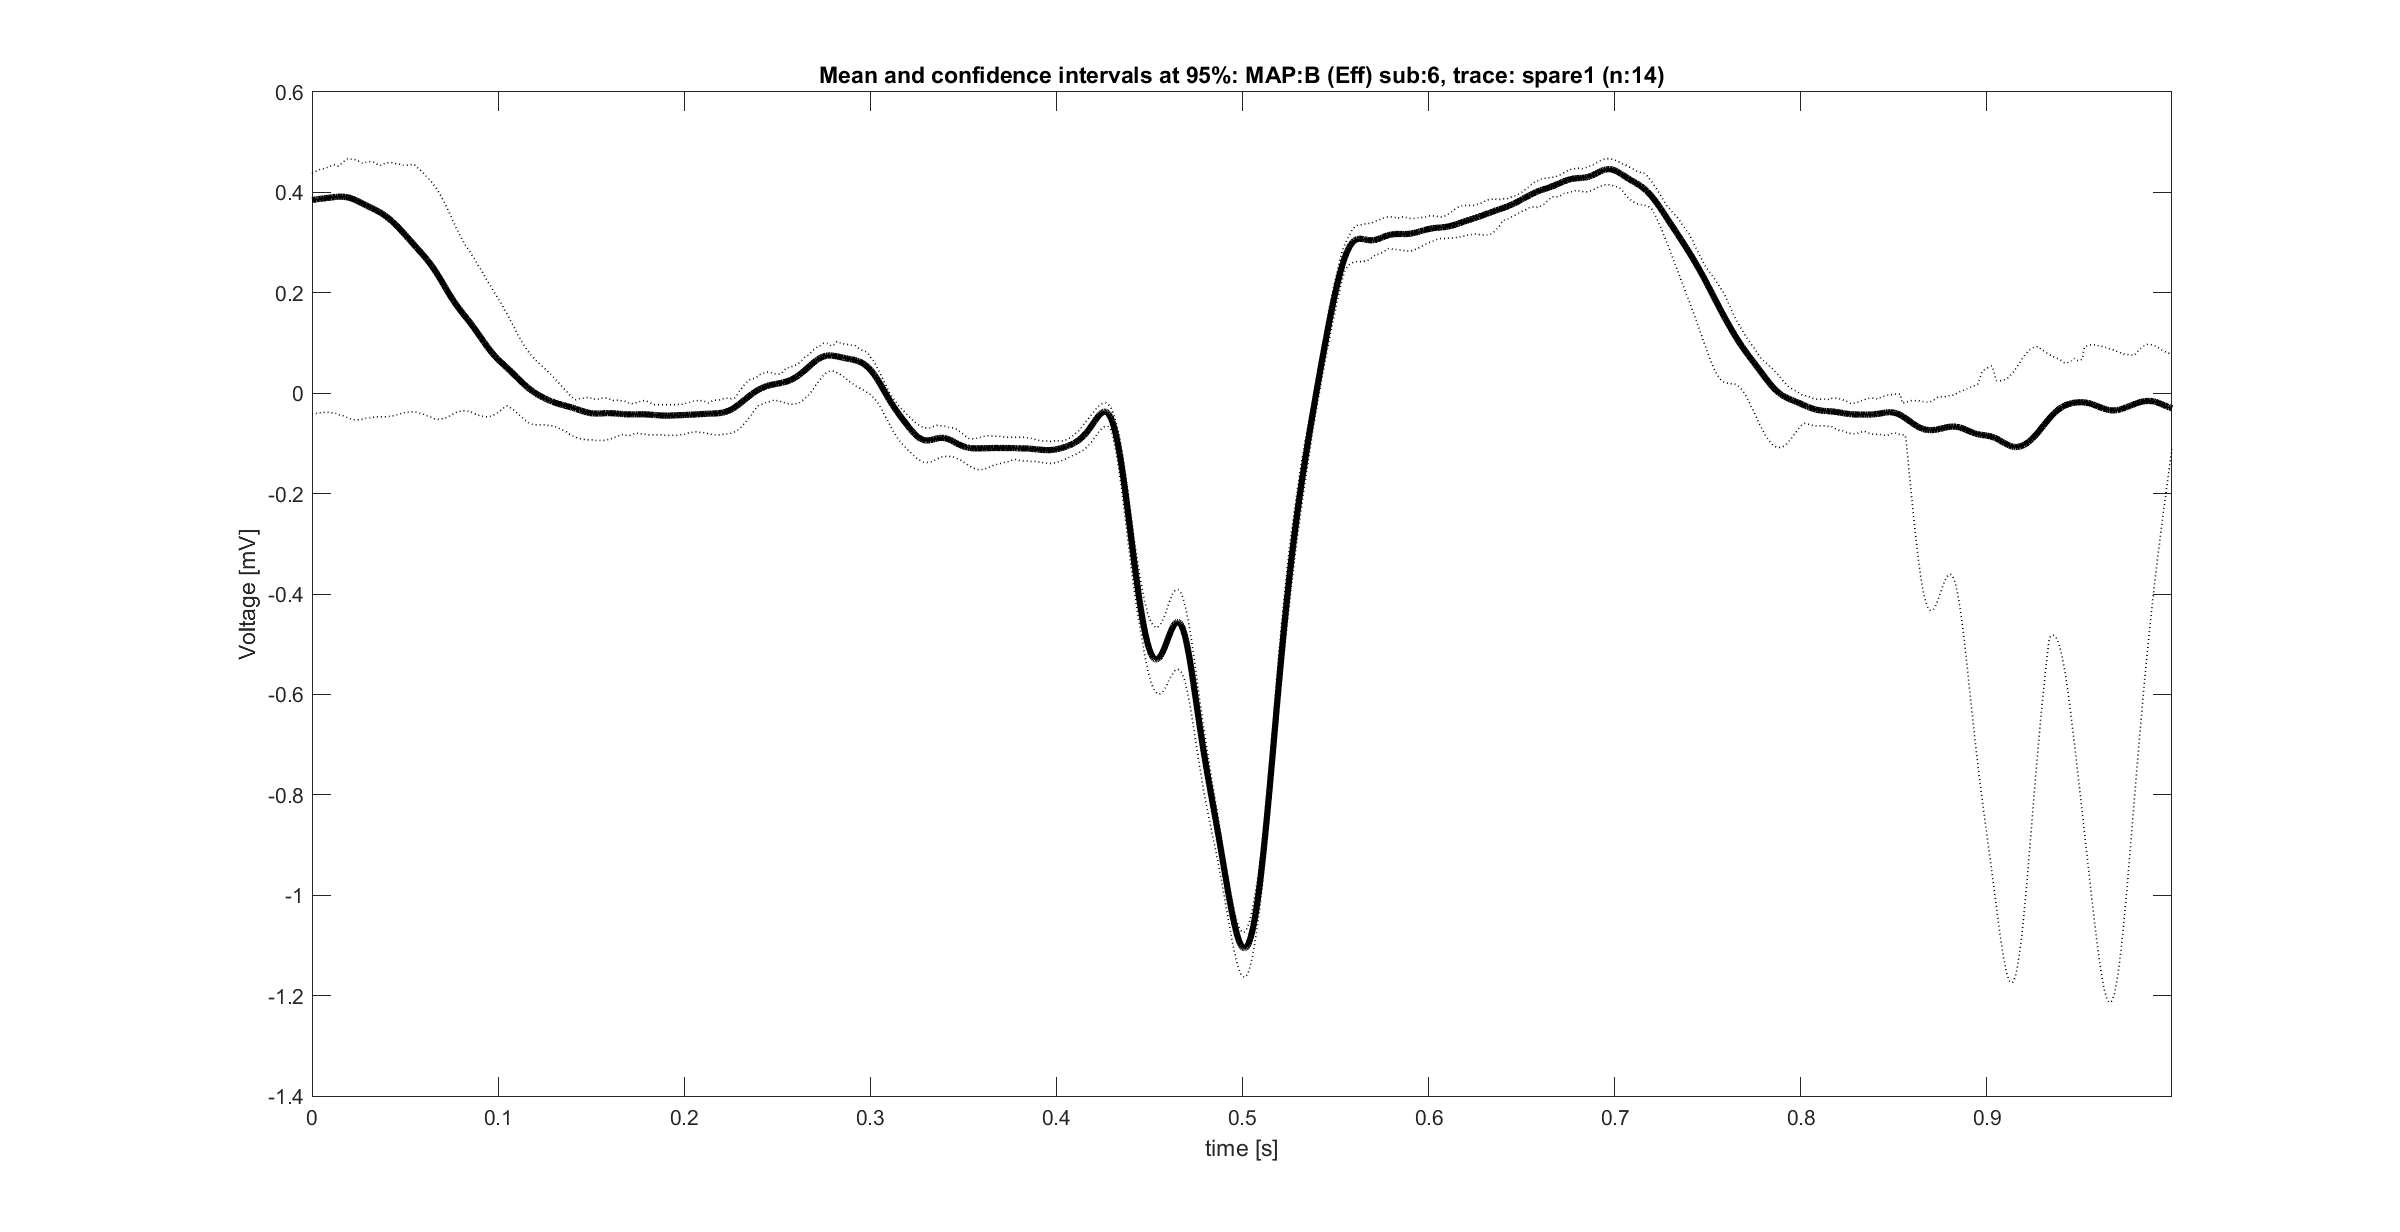 Mean and confidence intervals at 95%: MAP:B (Eff) sub:6, trace: spare1 (n:14)
0.6
0.4
0.2
0
-0.2
-0.4
-0.6
-0.8
-1
-1.2
-1.4
Voltage [mV]
0 0.1 0.2 0.3 0.4 0.5 0.6 0.7 0.8 0.9
time [s]